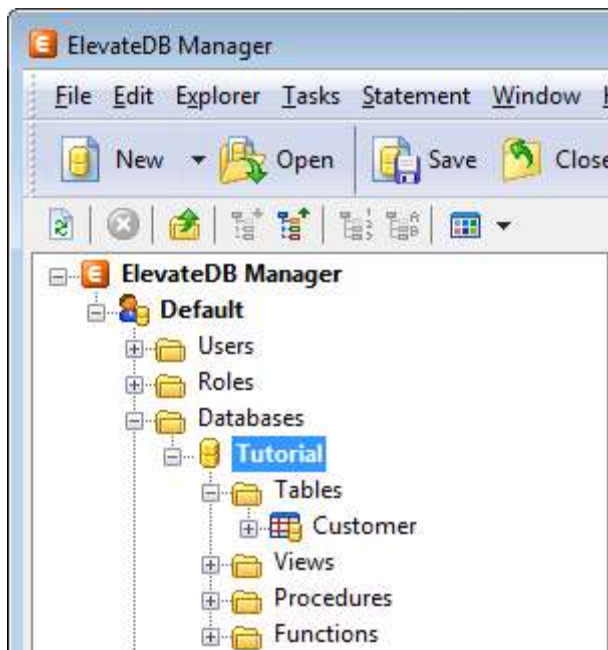 ElevateDB Manager
File Edit Explorer Tasks Statement Window
New Open Save Close
ElevateDB Manager
Default
Users
Roles
Databases
Tutorial
Tables
Customer
Views
Procedures
Functions